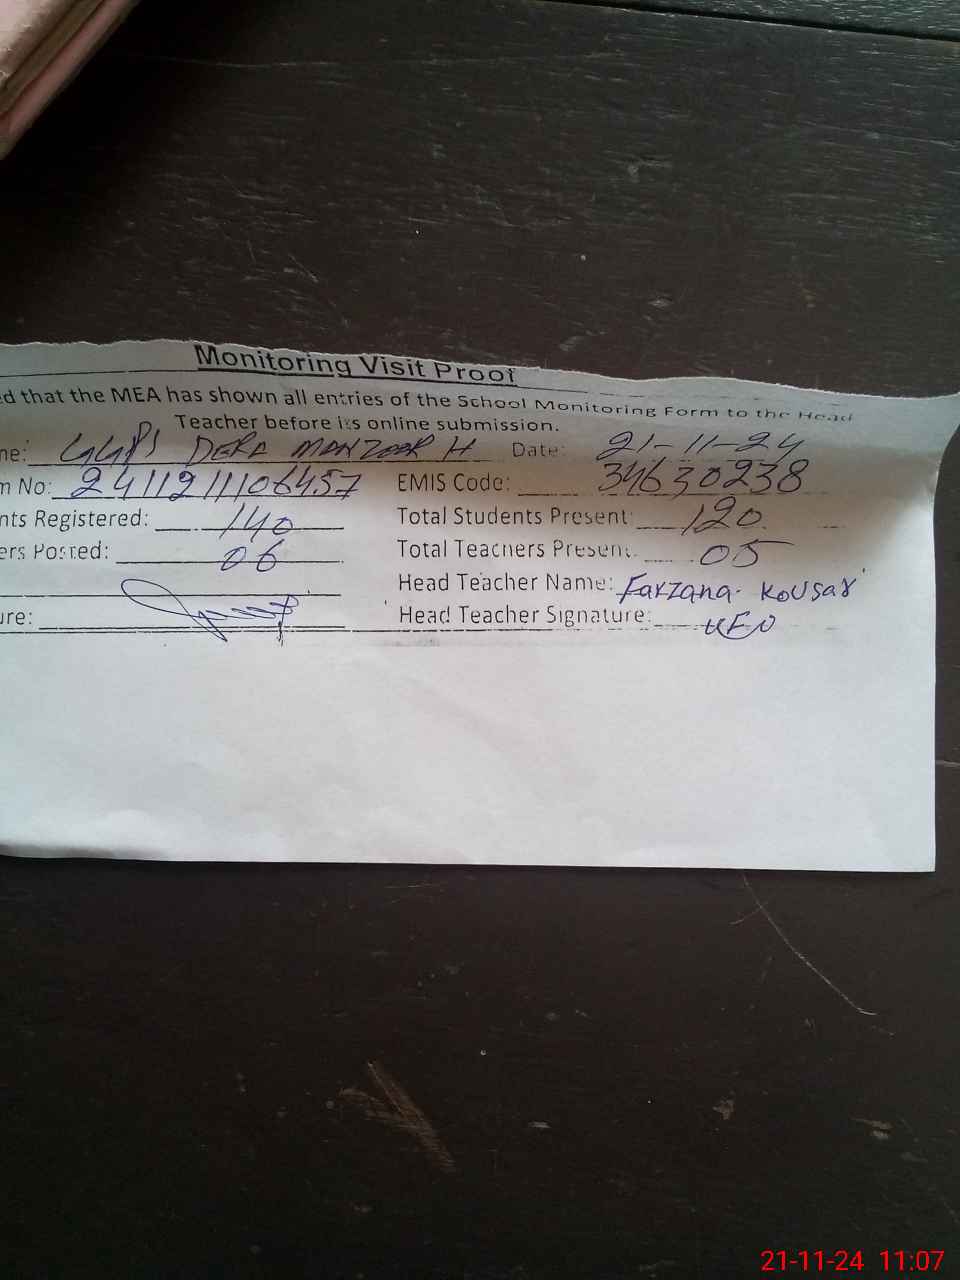 Monitoring Visit Proof
ed that the MEA has shown all entries of the School Monitoring Form to the Head
Teacher before its online submission.
me: GGPS DERA MANZOOR H Date: 21-11-24
m No: 2411211106457 EMIS Code: 34630238
nts Registered: 140 Total Students Present: 120
ers Posted: 06 Total Teachers Present: 05
Head Teacher Name: Farzana Kousar
ure: Head Teacher Signature:
21-11-24 11:07